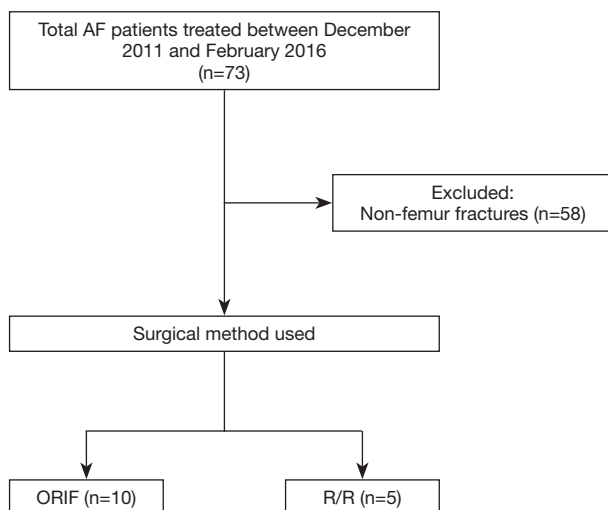 Total AF patients treated between December
2011 and February 2016
(n=73)
Excluded:
Non-femur fractures (n=58)
Surgical method used
ORIF (n=10)
R/R (n=5)